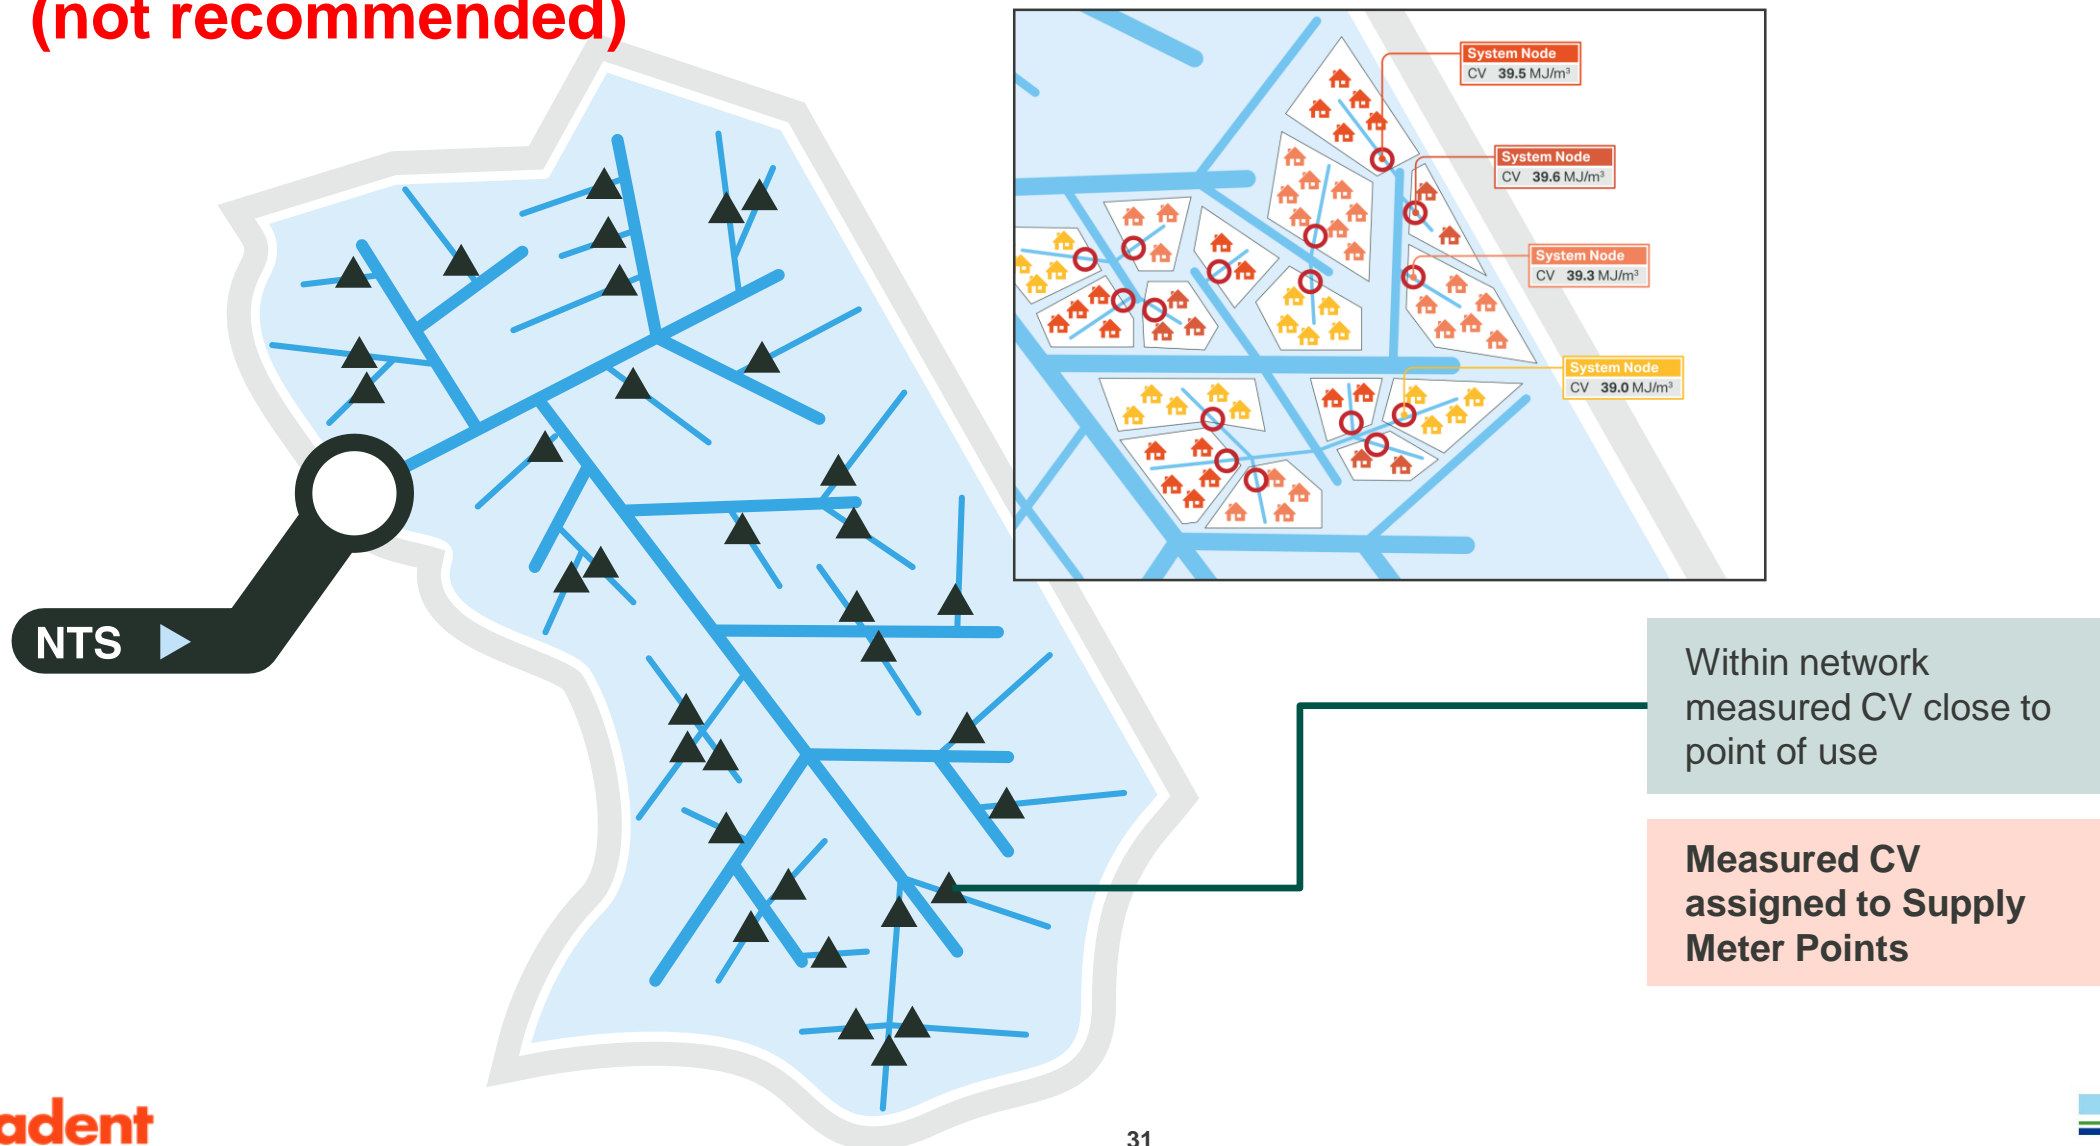 (not recommended)
System Node
CV 39.5 MJ/m³
System Node
CV 39.6 MJ/m³
System Node
CV 39.3 MJ/m³
System Node
CV 39.0 MJ/m³
NTS
Within network
measured CV close to
point of use
Measured CV
assigned to Supply
Meter Points
adent
31